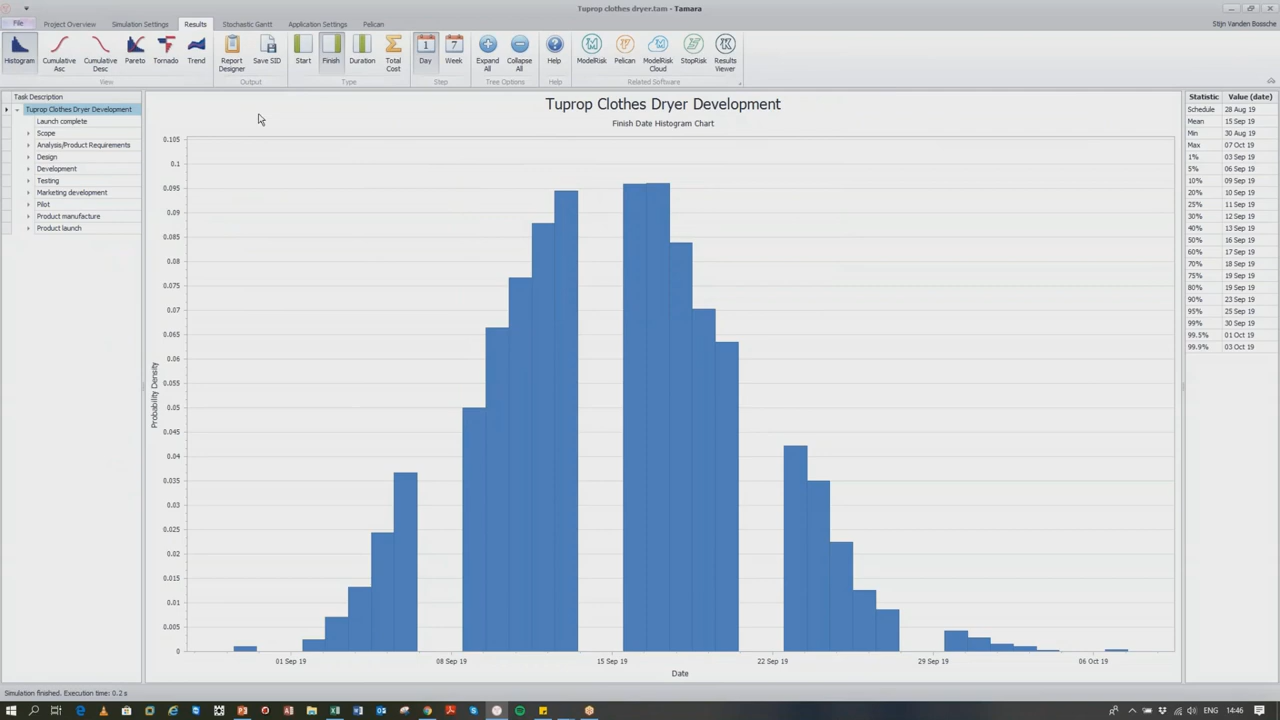 Tuprop clothes dryer.tam - Tamara
File Project Overview Simulation Settings Results Stochastic Gantt Application Settings Pelican
Stijn Vanden Bossche
Histogram Cumulative Asc Cumulative Desc Pareto Tornado Trend Report Designer Save SID Start Finish Duration Total Cost Day Week Expand All Collapse All Help ModelRisk Pelican ModelRisk Cloud StopRisk Results Viewer
View Output Type Step Tree Options Help Related Software
Task Description
Tuprop Clothes Dryer Development
Launch complete
Scope
Analysis/Product Requirements
Design
Development
Testing
Marketing development
Pilot
Product manufacture
Product launch
Tuprop Clothes Dryer Development
Finish Date Histogram Chart
0.105
0.1
0.095
0.09
0.085
0.08
0.075
0.07
0.065
0.06
0.055
0.05
0.045
0.04
0.035
0.03
0.025
0.02
0.015
0.01
0.005
0
Probability Density
01 Sep 19 08 Sep 19 15 Sep 19 22 Sep 19 29 Sep 19 06 Oct 19
Date
Statistic Value (date)
Schedule 28 Aug 19
Mean 15 Sep 19
Min 30 Aug 19
Max 07 Oct 19
1% 03 Sep 19
5% 06 Sep 19
10% 09 Sep 19
20% 10 Sep 19
25% 11 Sep 19
30% 12 Sep 19
40% 13 Sep 19
50% 16 Sep 19
60% 17 Sep 19
70% 18 Sep 19
75% 19 Sep 19
80% 19 Sep 19
90% 23 Sep 19
95% 25 Sep 19
99% 30 Sep 19
99.5% 01 Oct 19
99.9% 03 Oct 19
Simulation finished. Execution time: 0.2 s
ENG 14:46